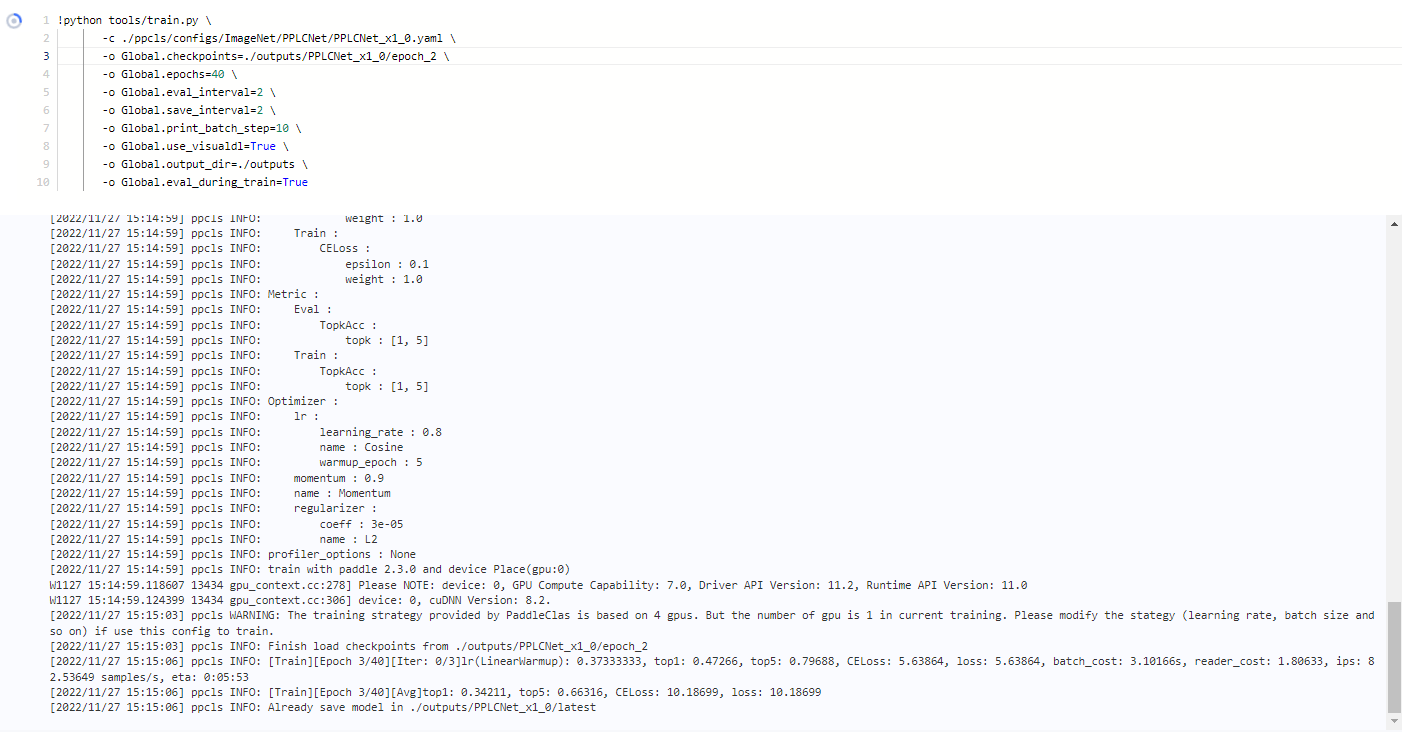 1 !python tools/train.py \
2 -c ./ppcls/configs/ImageNet/PPLCNet/PPLCNet_x1_0.yaml \
3 -o Global.checkpoints=./outputs/PPLCNet_x1_0/epoch_2 \
4 -o Global.epochs=40 \
5 -o Global.eval_interval=2 \
6 -o Global.save_interval=2 \
7 -o Global.print_batch_step=10 \
8 -o Global.use_visualdl=True \
9 -o Global.output_dir=./outputs \
10 -o Global.eval_during_train=True
[2022/11/27 15:14:59] ppcls INFO: weight : 1.0
[2022/11/27 15:14:59] ppcls INFO: Train :
[2022/11/27 15:14:59] ppcls INFO: CELoss :
[2022/11/27 15:14:59] ppcls INFO: epsilon : 0.1
[2022/11/27 15:14:59] ppcls INFO: weight : 1.0
[2022/11/27 15:14:59] ppcls INFO: Metric :
[2022/11/27 15:14:59] ppcls INFO: Eval :
[2022/11/27 15:14:59] ppcls INFO: TopkAcc :
[2022/11/27 15:14:59] ppcls INFO: topk : [1, 5]
[2022/11/27 15:14:59] ppcls INFO: Train :
[2022/11/27 15:14:59] ppcls INFO: TopkAcc :
[2022/11/27 15:14:59] ppcls INFO: topk : [1, 5]
[2022/11/27 15:14:59] ppcls INFO: Optimizer :
[2022/11/27 15:14:59] ppcls INFO: lr :
[2022/11/27 15:14:59] ppcls INFO: learning_rate : 0.8
[2022/11/27 15:14:59] ppcls INFO: name : Cosine
[2022/11/27 15:14:59] ppcls INFO: warmup_epoch : 5
[2022/11/27 15:14:59] ppcls INFO: momentum : 0.9
[2022/11/27 15:14:59] ppcls INFO: name : Momentum
[2022/11/27 15:14:59] ppcls INFO: regularizer :
[2022/11/27 15:14:59] ppcls INFO: coeff : 3e-05
[2022/11/27 15:14:59] ppcls INFO: name : L2
[2022/11/27 15:14:59] ppcls INFO: profiler_options : None
[2022/11/27 15:14:59] ppcls INFO: train with paddle 2.3.0 and device Place(gpu:0)
W1127 15:14:59.118607 13434 gpu_context.cc:278] Please NOTE: device: 0, GPU Compute Capability: 7.0, Driver API Version: 11.2, Runtime API Version: 11.0
W1127 15:14:59.124399 13434 gpu_context.cc:306] device: 0, cuDNN Version: 8.2.
[2022/11/27 15:15:03] ppcls WARNING: The training strategy provided by PaddleClas is based on 4 gpus. But the number of gpu is 1 in current training. Please modify the stategy (learning rate, batch size and
so on) if use this config to train.
[2022/11/27 15:15:03] ppcls INFO: Finish load checkpoints from ./outputs/PPLCNet_x1_0/epoch_2
[2022/11/27 15:15:06] ppcls INFO: [Train][Epoch 3/40][Iter: 0/3]lr(LinearWarmup): 0.37333333, top1: 0.47266, top5: 0.79688, CELoss: 5.63864, loss: 5.63864, batch_cost: 3.10166s, reader_cost: 1.80633, ips: 8
2.53649 samples/s, eta: 0:05:53
[2022/11/27 15:15:06] ppcls INFO: [Train][Epoch 3/40][Avg]top1: 0.34211, top5: 0.66316, CELoss: 10.18699, loss: 10.18699
[2022/11/27 15:15:06] ppcls INFO: Already save model in ./outputs/PPLCNet_x1_0/latest